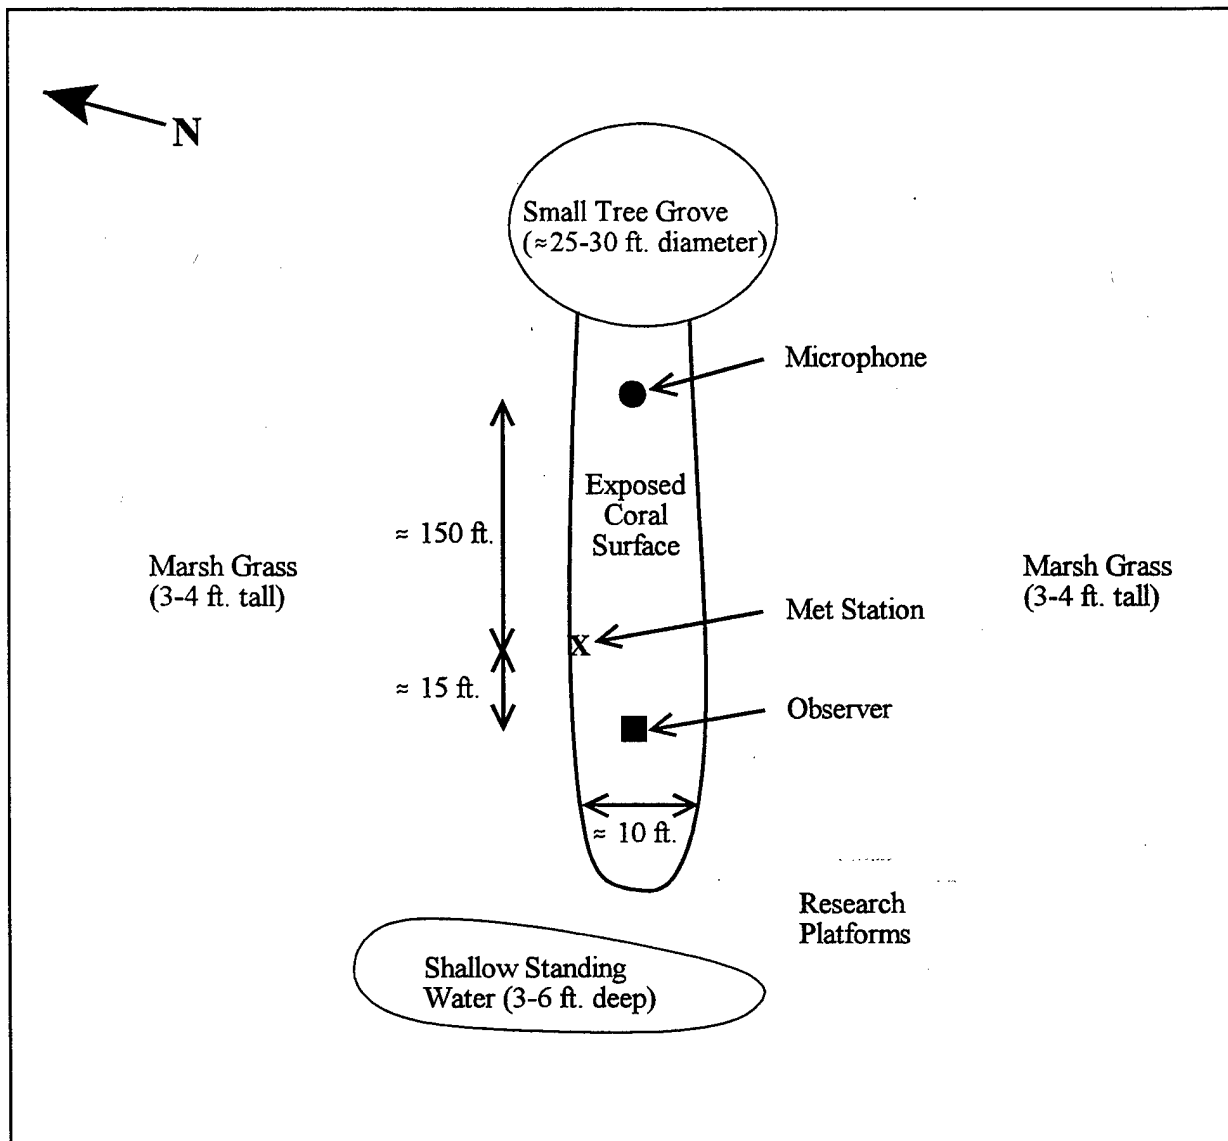 N
Small Tree Grove
(≈25-30 ft. diameter)
Microphone
Exposed
Coral
Surface
≈ 150 ft.
Marsh Grass
(3-4 ft. tall)
Marsh Grass
(3-4 ft. tall)
Met Station
X
≈ 15 ft.
Observer
≈ 10 ft.
Research
Platforms
Shallow Standing
Water (3-6 ft. deep)